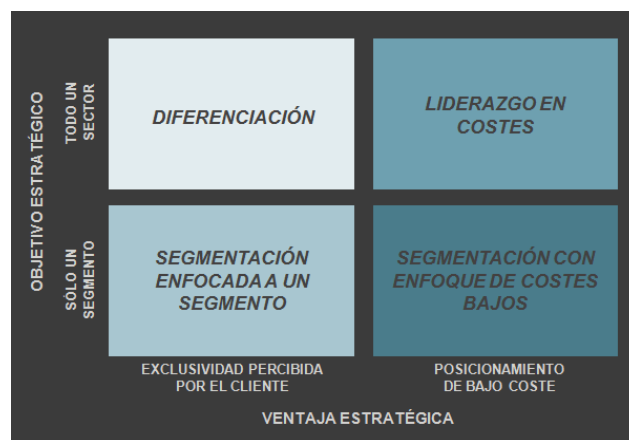 OBJETIVO ESTRATÉGICO
TODO UN
SECTOR
DIFERENCIACIÓN
LIDERAZGO EN
COSTES
SÓLO UN
SEGMENTO
SEGMENTACIÓN
ENFOCADA A UN
SEGMENTO
SEGMENTACIÓN CON
ENFOQUE DE COSTES
BAJOS
EXCLUSIVIDAD PERCIBIDA
POR EL CLIENTE
POSICIONAMIENTO
DE BAJO COSTE
VENTAJA ESTRATÉGICA